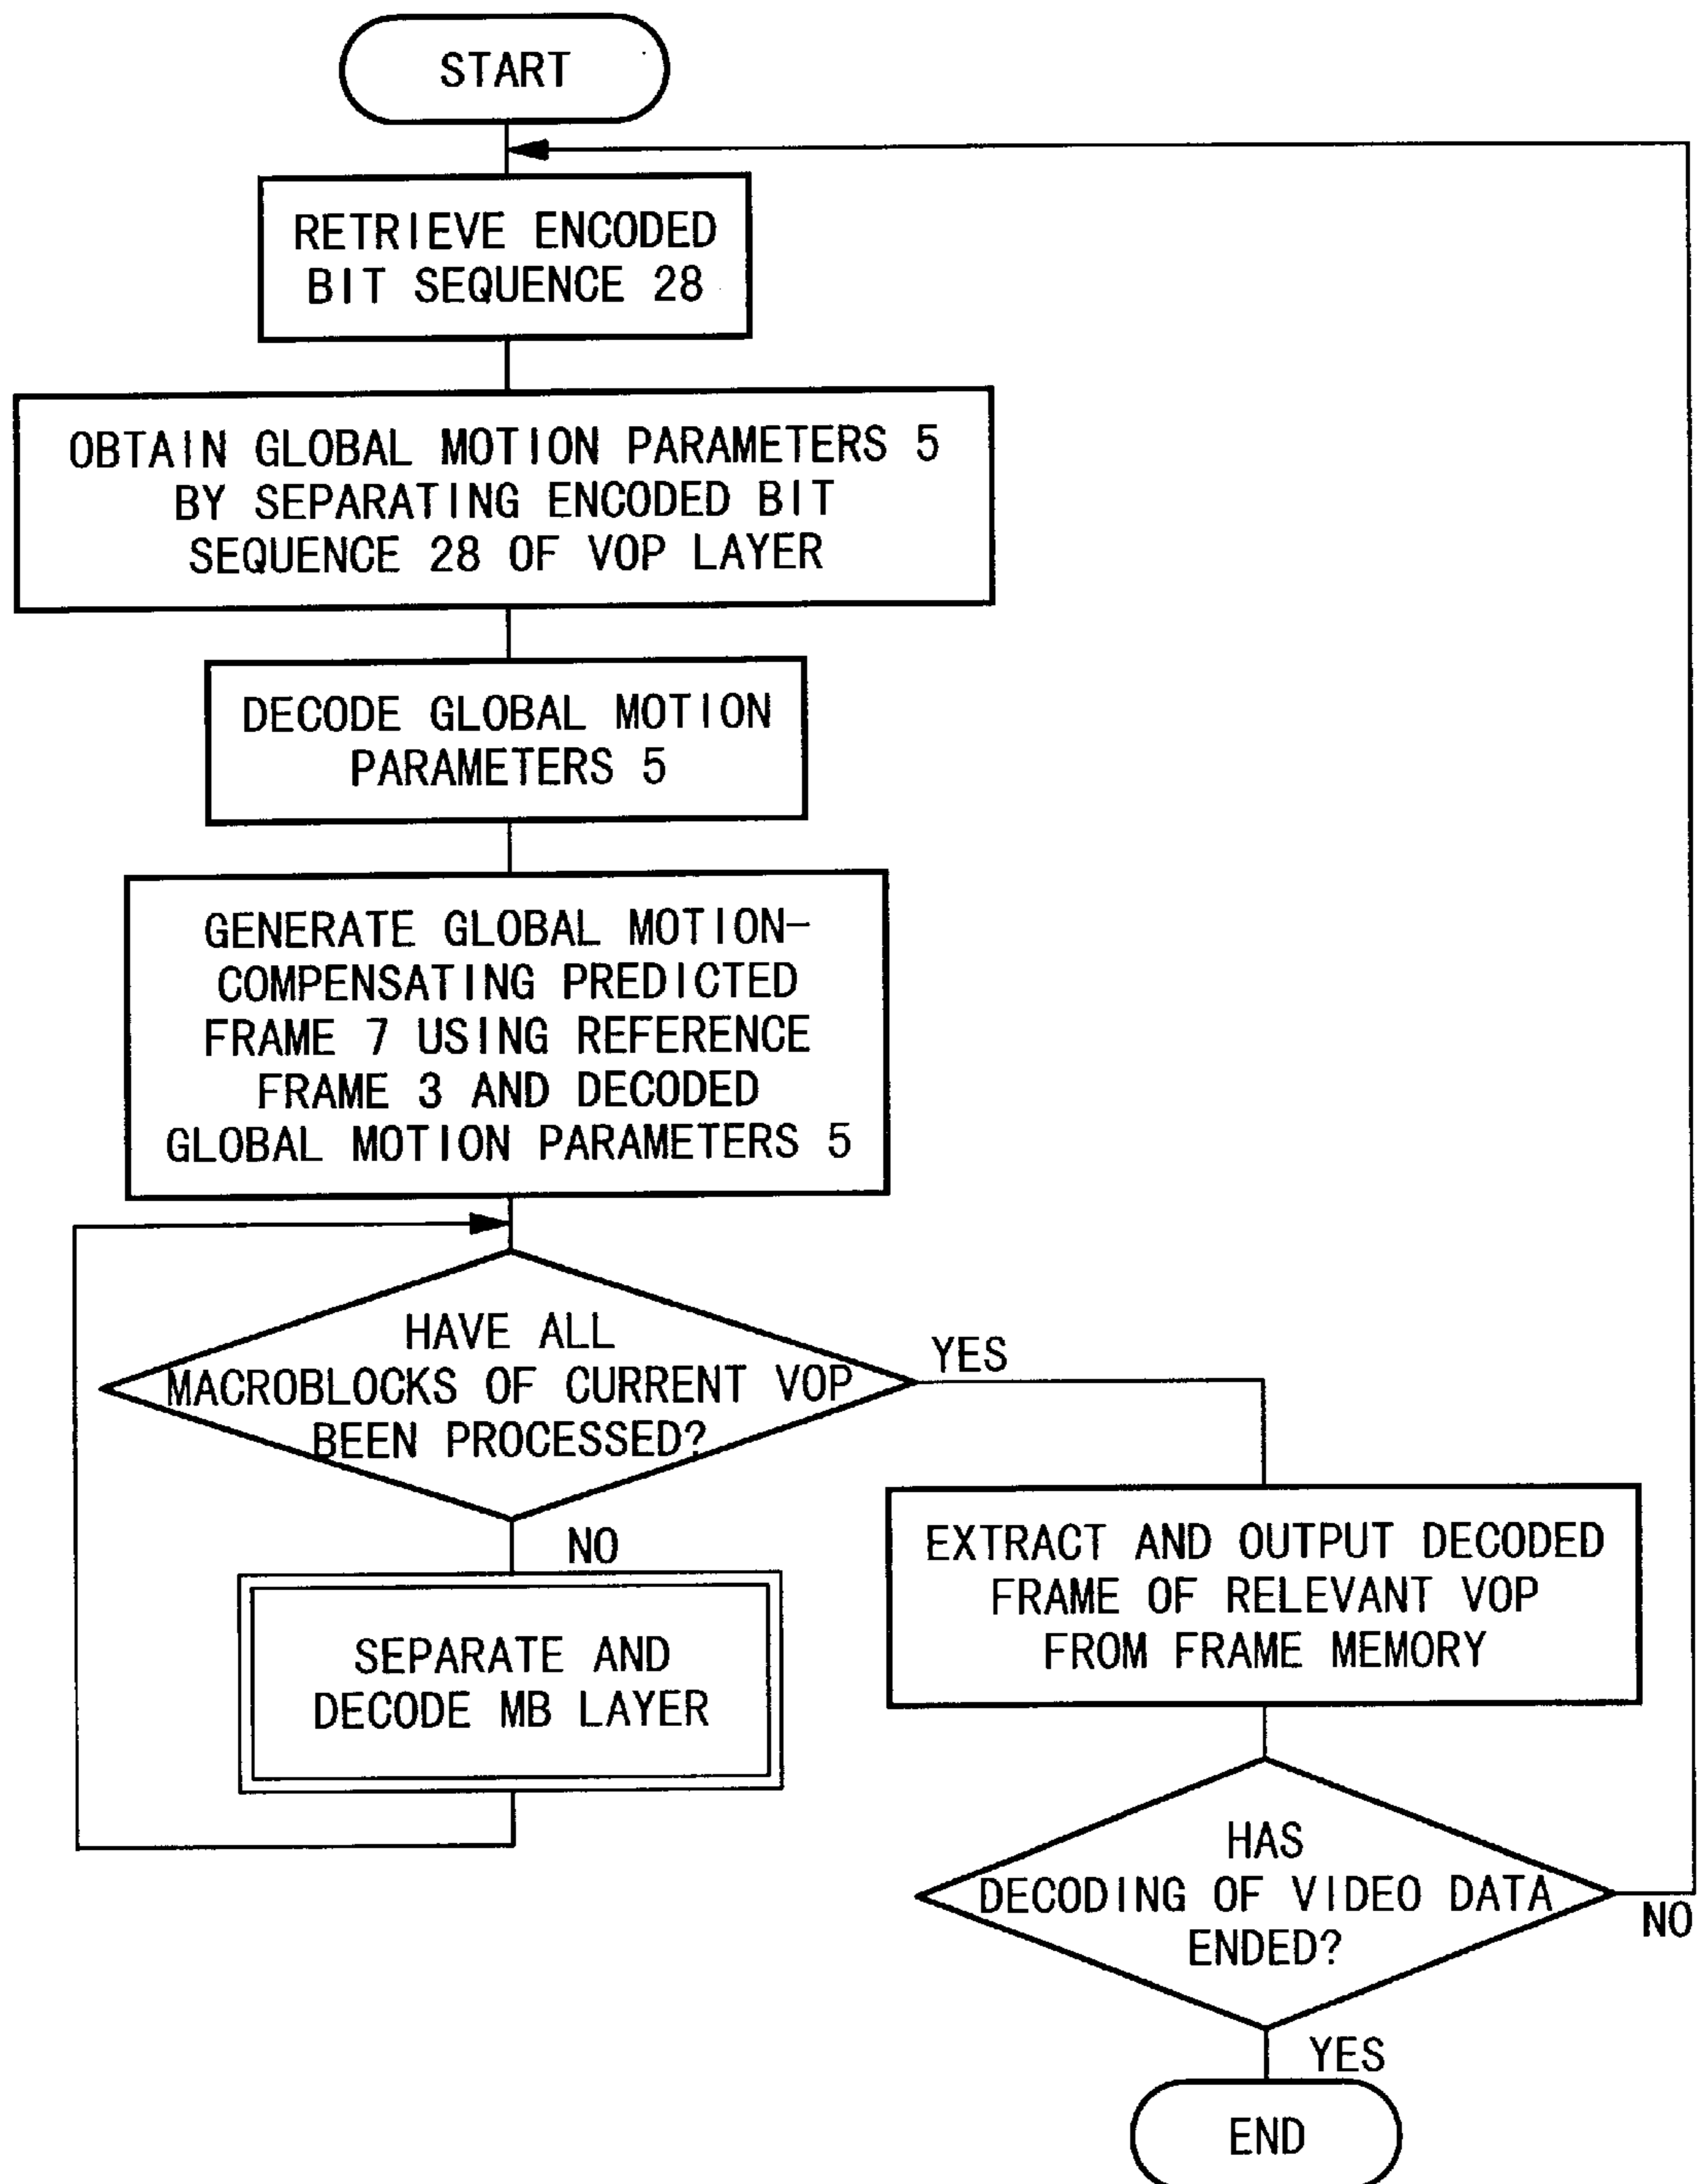 START
RETRIEVE ENCODED
BIT SEQUENCE 28
OBTAIN GLOBAL MOTION PARAMETERS 5
BY SEPARATING ENCODED BIT
SEQUENCE 28 OF VOP LAYER
DECODE GLOBAL MOTION
PARAMETERS 5
GENERATE GLOBAL MOTION-
COMPENSATING PREDICTED
FRAME 7 USING REFERENCE
FRAME 3 AND DECODED
GLOBAL MOTION PARAMETERS 5
HAVE ALL
MACROBLOCKS OF CURRENT VOP
BEEN PROCESSED?
YES
NO
SEPARATE AND
DECODE MB LAYER
EXTRACT AND OUTPUT DECODED
FRAME OF RELEVANT VOP
FROM FRAME MEMORY
HAS
DECODING OF VIDEO DATA
ENDED?
NO
YES
END